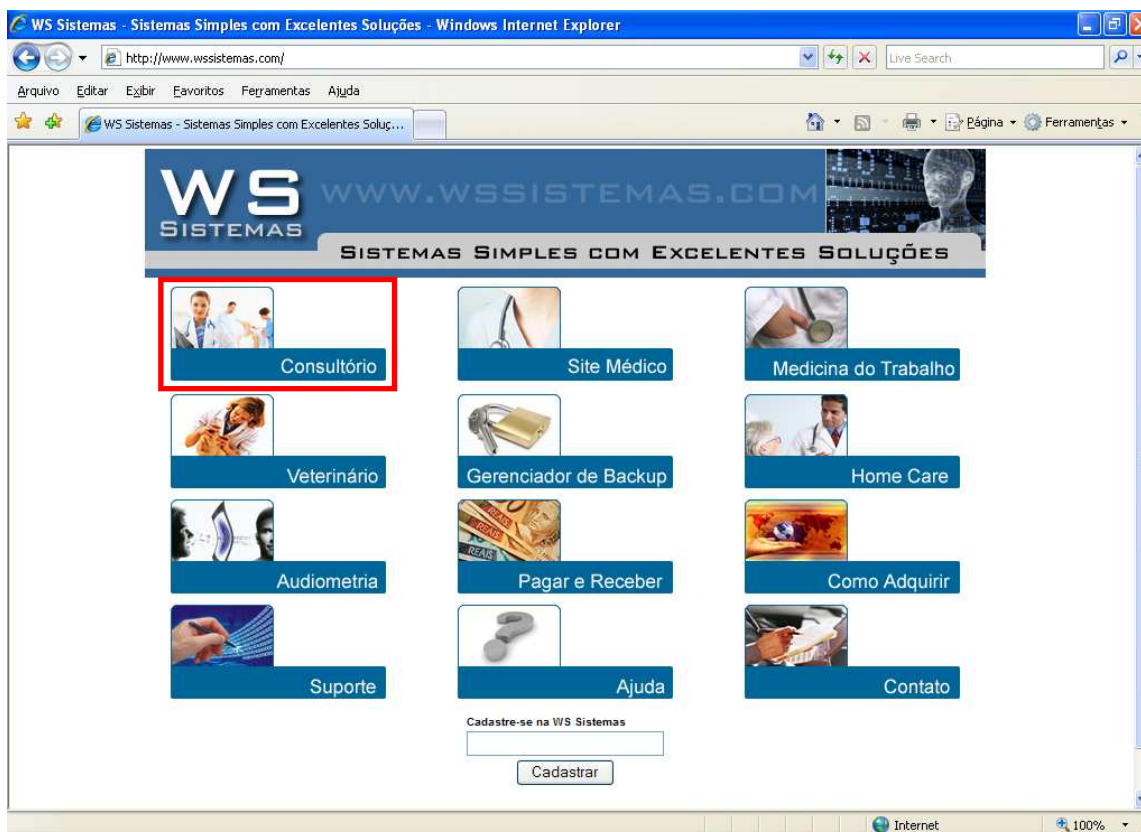 WS Sistemas - Sistemas Simples com Excelentes Soluções - Windows Internet Explorer
http://www.wssistemas.com/
Live Search
Arquivo Editar Exibir Favoritos Ferramentas Ajuda
WS Sistemas - Sistemas Simples com Excelentes Soluç...
Página Ferramentas
WS
SISTEMAS
WWW.WSSISTEMAS.COM
SISTEMAS SIMPLES COM EXCELENTES SOLUÇÕES
Consultório
Site Médico
Medicina do Trabalho
Veterinário
Gerenciador de Backup
Home Care
REAIS
REAIS
REAIS
Audiometria
Pagar e Receber
Como Adquirir
Suporte
Ajuda
Contato
Cadastre-se na WS Sistemas
Cadastrar
Internet
100%